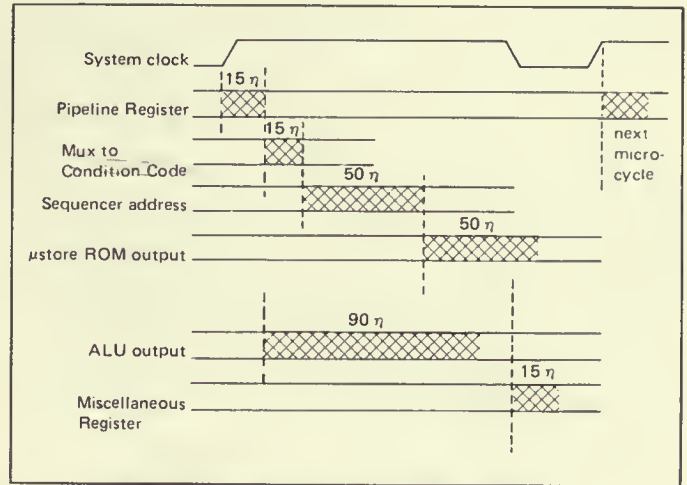 System clock
15 η
Pipeline Register
15 η
next
micro-
cycle
Mux to
Condition Code
50 η
Sequencer address
50 η
μstore ROM output
90 η
ALU output
15 η
Miscellaneous
Register